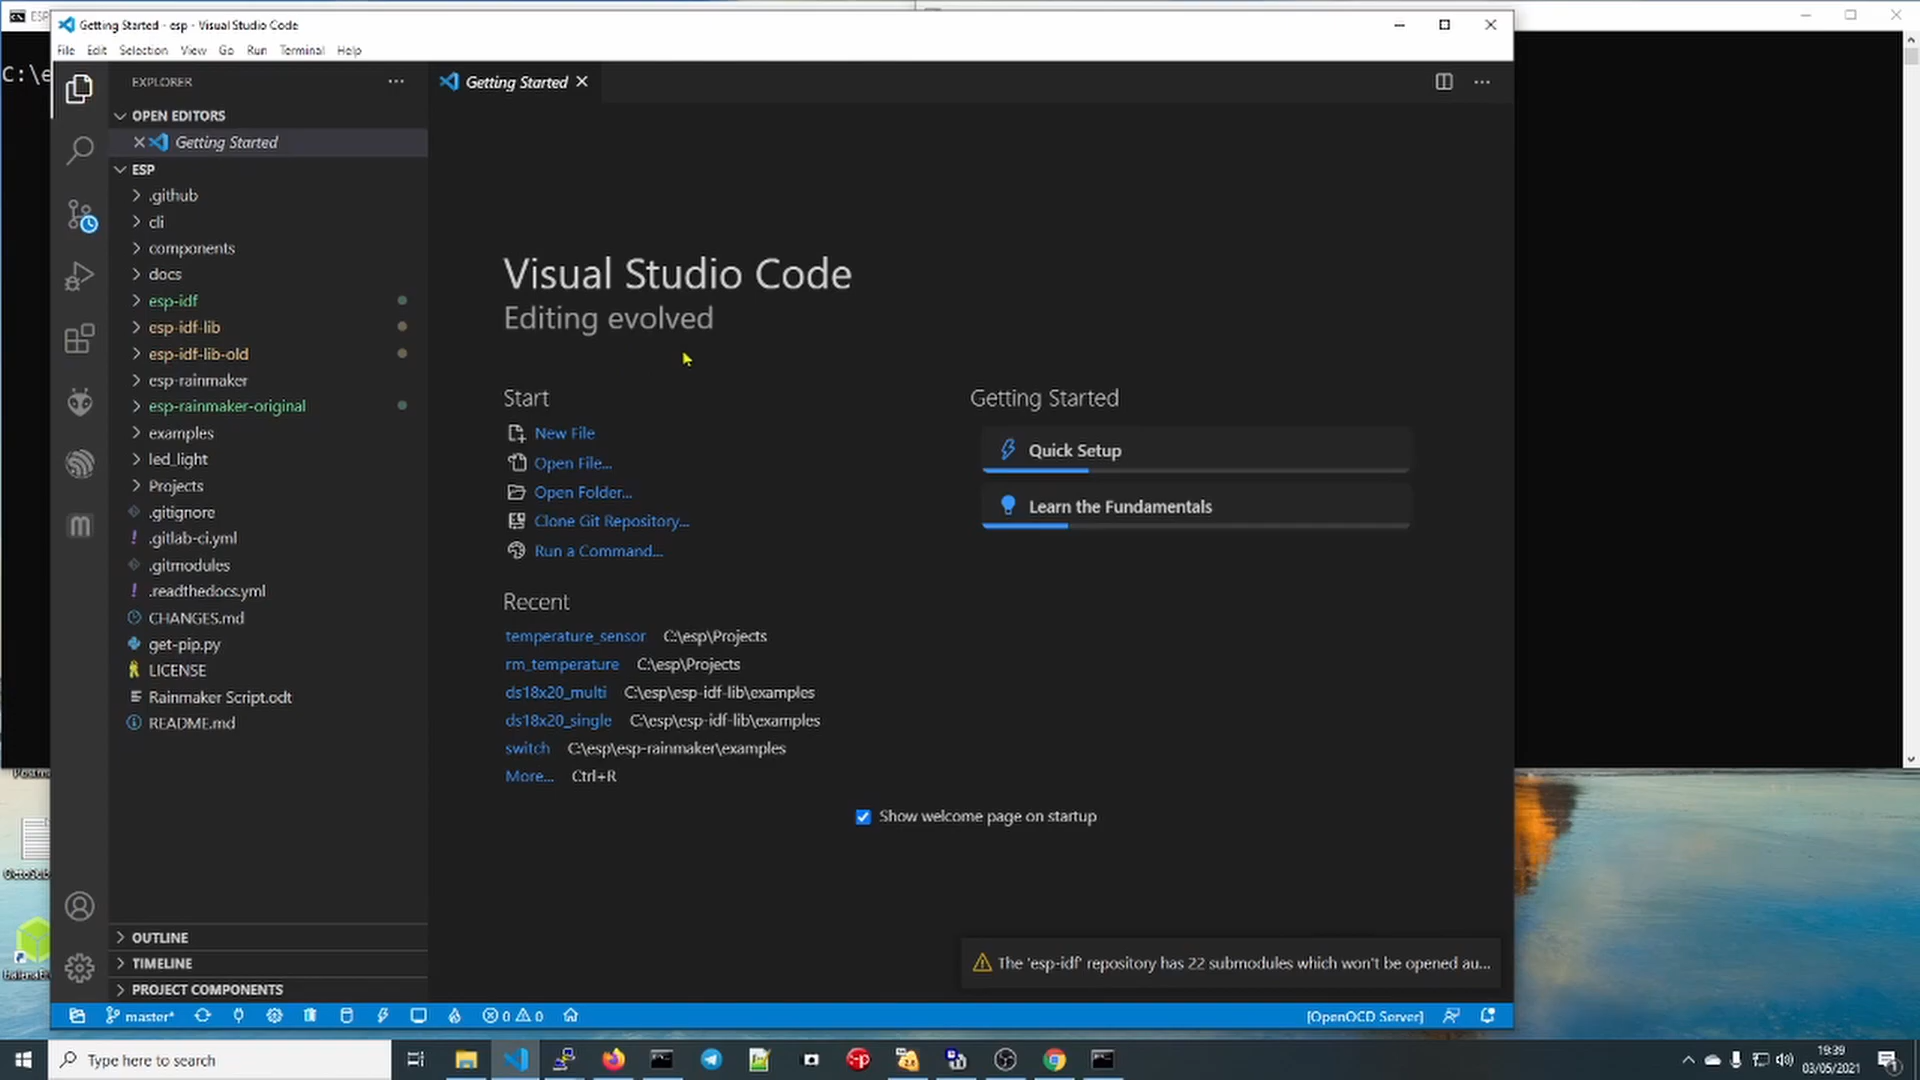 Getting Started - esp - Visual Studio Code
File Edit Selection View Go Run Terminal Help
C:\e
EXPLORER
Getting Started
OPEN EDITORS
Getting Started
ESP
.github
cli
components
docs
esp-idf
esp-idf-lib
esp-idf-lib-old
esp-rainmaker
esp-rainmaker-original
examples
led_light
Projects
.gitignore
.gitlab-ci.yml
.gitmodules
.readthedocs.yml
CHANGES.md
get-pip.py
LICENSE
Rainmaker Script.odt
README.md
OUTLINE
TIMELINE
PROJECT COMPONENTS
Visual Studio Code
Editing evolved
Start
New File
Open File...
Open Folder...
Clone Git Repository...
Run a Command...
Recent
temperature_sensor C:\esp\Projects
rm_temperature C:\esp\Projects
ds18x20_multi C:\esp\esp-idf-lib\examples
ds18x20_single C:\esp\esp-idf-lib\examples
switch C:\esp\esp-rainmaker\examples
More... Ctrl+R
Getting Started
Quick Setup
Learn the Fundamentals
Show welcome page on startup
The 'esp-idf' repository has 22 submodules which won't be opened au...
master* 0 0 [OpenOCD Server]
Type here to search
19:39
03/05/2021